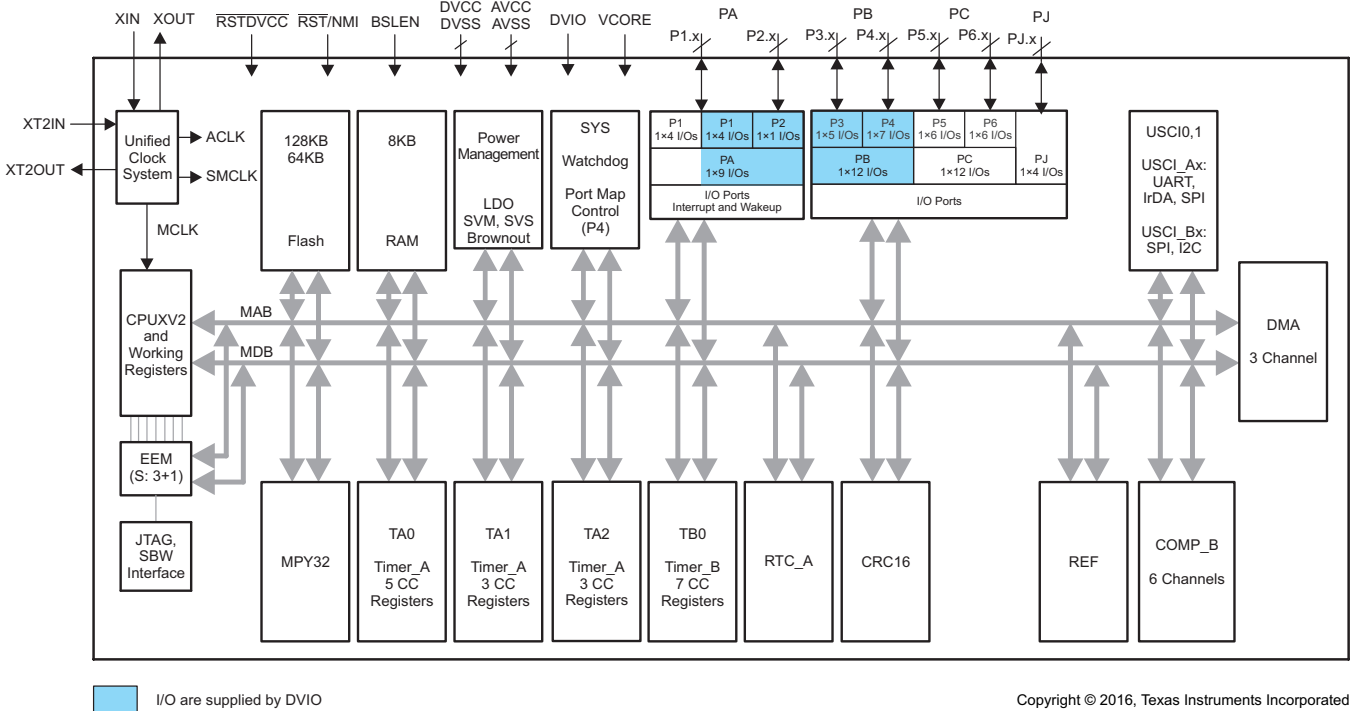 XIN
XOUT
RSTDVCC
RST/NMI
BSLEN
DVCC
DVSS
AVCC
AVSS
DVIO
VCORE
PA
P1.x
P2.x
PB
P3.x
P4.x
PC
P5.x
P6.x
PJ
PJ.x
XT2IN
XT2OUT
Unified
Clock
System
ACLK
SMCLK
MCLK
128KB
64KB
Flash
8KB
RAM
Power
Management
LDO
SVM, SVS
Brownout
SYS
Watchdog
Port Map
Control
(P4)
P1
1×4 I/Os
P1
1×4 I/Os
P2
1×1 I/Os
PA
1×9 I/Os
I/O Ports
Interrupt and Wakeup
P3
1×5 I/Os
P4
1×7 I/Os
P5
1×6 I/Os
P6
1×6 I/Os
PB
1×12 I/Os
PC
1×12 I/Os
PJ
1×4 I/Os
I/O Ports
USCI0,1
USCI_Ax:
UART,
IrDA, SPI
USCI_Bx:
SPI, I2C
CPUXV2
and
Working
Registers
MAB
MDB
DMA
3 Channel
EEM
(S: 3+1)
JTAG,
SBW
Interface
MPY32
TA0
Timer_A
5 CC
Registers
TA1
Timer_A
3 CC
Registers
TA2
Timer_A
3 CC
Registers
TB0
Timer_B
7 CC
Registers
RTC_A
CRC16
REF
COMP_B
6 Channels
I/O are supplied by DVIO
Copyright © 2016, Texas Instruments Incorporated